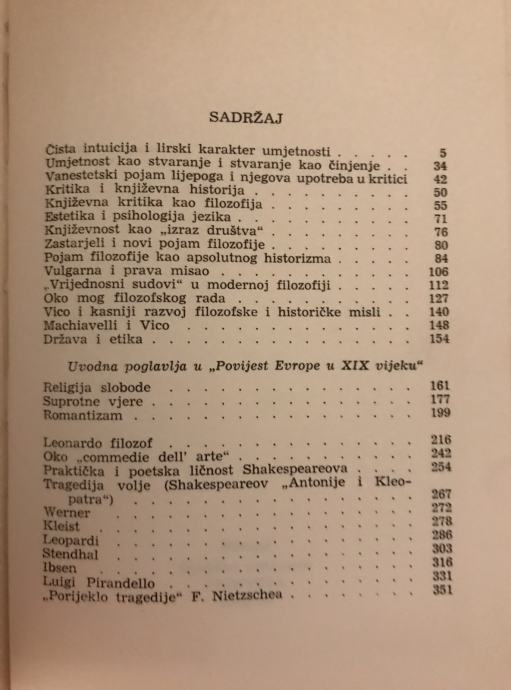 SADRŽAJ
Čista intuicija i lirski karakter umjetnosti . . . . . 5
Umjetnost kao stvaranje i stvaranje kao činjenje . . 34
Vanestetski pojam lijepoga i njegova upotreba u kritici 42
Kritika i književna historija . . . . . . . . . 50
Književna kritika kao filozofija . . . . . . . . 55
Estetika i psihologija jezika . . . . . . . . . 71
Književnost kao „izraz društva“ . . . . . . . . 76
Zastarjeli i novi pojam filozofije . . . . . . . . 80
Pojam filozofije kao apsolutnog historizma . . . . . 84
Vulgarna i prava misao . . . . . . . . . . 106
„Vrijednosni sudovi“ u modernoj filozofiji . . . . . 112
Oko mog filozofskog rada . . . . . . . . . 127
Vico i kasniji razvoj filozofske i historičke misli . . 140
Machiavelli i Vico . . . . . . . . . . . 148
Država i etika . . . . . . . . . . . . . 154
Uvodna poglavlja u „Povijest Evrope u XIX vijeku“
Religija slobode . . . . . . . . . . . . 161
Suprotne vjere . . . . . . . . . . . . . 177
Romantizam . . . . . . . . . . . . . . 199
Leonardo filozof . . . . . . . . . . . . 216
Oko „commedie dell' arte“ . . . . . . . . . 242
Praktička i poetska ličnost Shakespeareova . . . . 254
Tragedija volje (Shakespeareov „Antonije i Kleo-
patra“) . . . . . . . . . . . . . . 267
Werner . . . . . . . . . . . . . . . 272
Kleist . . . . . . . . . . . . . . . . 278
Leopardi . . . . . . . . . . . . . . . 286
Stendhal . . . . . . . . . . . . . . . 303
Ibsen . . . . . . . . . . . . . . . . 316
Luigi Pirandello . . . . . . . . . . . . 331
„Porijeklo tragedije“ F. Nietzschea . . . . . . . 351